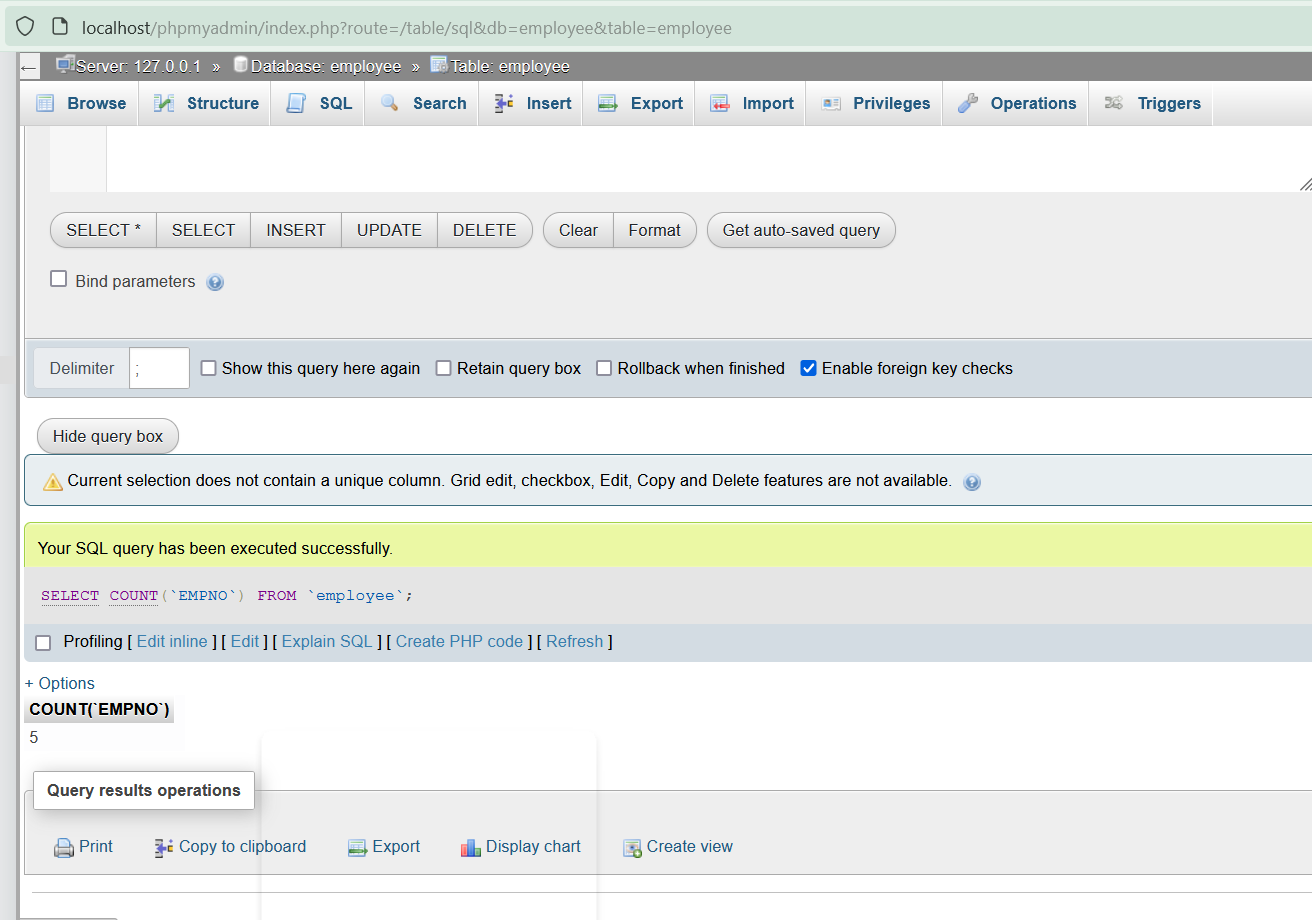 localhost/phpmyadmin/index.php?route=/table/sql&db=employee&table=employee
← Server: 127.0.0.1 » Database: employee » Table: employee
Browse Structure SQL Search Insert Export Import Privileges Operations Triggers
SELECT * SELECT INSERT UPDATE DELETE Clear Format Get auto-saved query
Bind parameters
Delimiter ; Show this query here again Retain query box Rollback when finished Enable foreign key checks
Hide query box
Current selection does not contain a unique column. Grid edit, checkbox, Edit, Copy and Delete features are not available.
Your SQL query has been executed successfully.
SELECT COUNT(`EMPNO`) FROM `employee`;
Profiling [ Edit inline ] [ Edit ] [ Explain SQL ] [ Create PHP code ] [ Refresh ]
+ Options
COUNT(`EMPNO`)
5
Query results operations
Print Copy to clipboard Export Display chart Create view